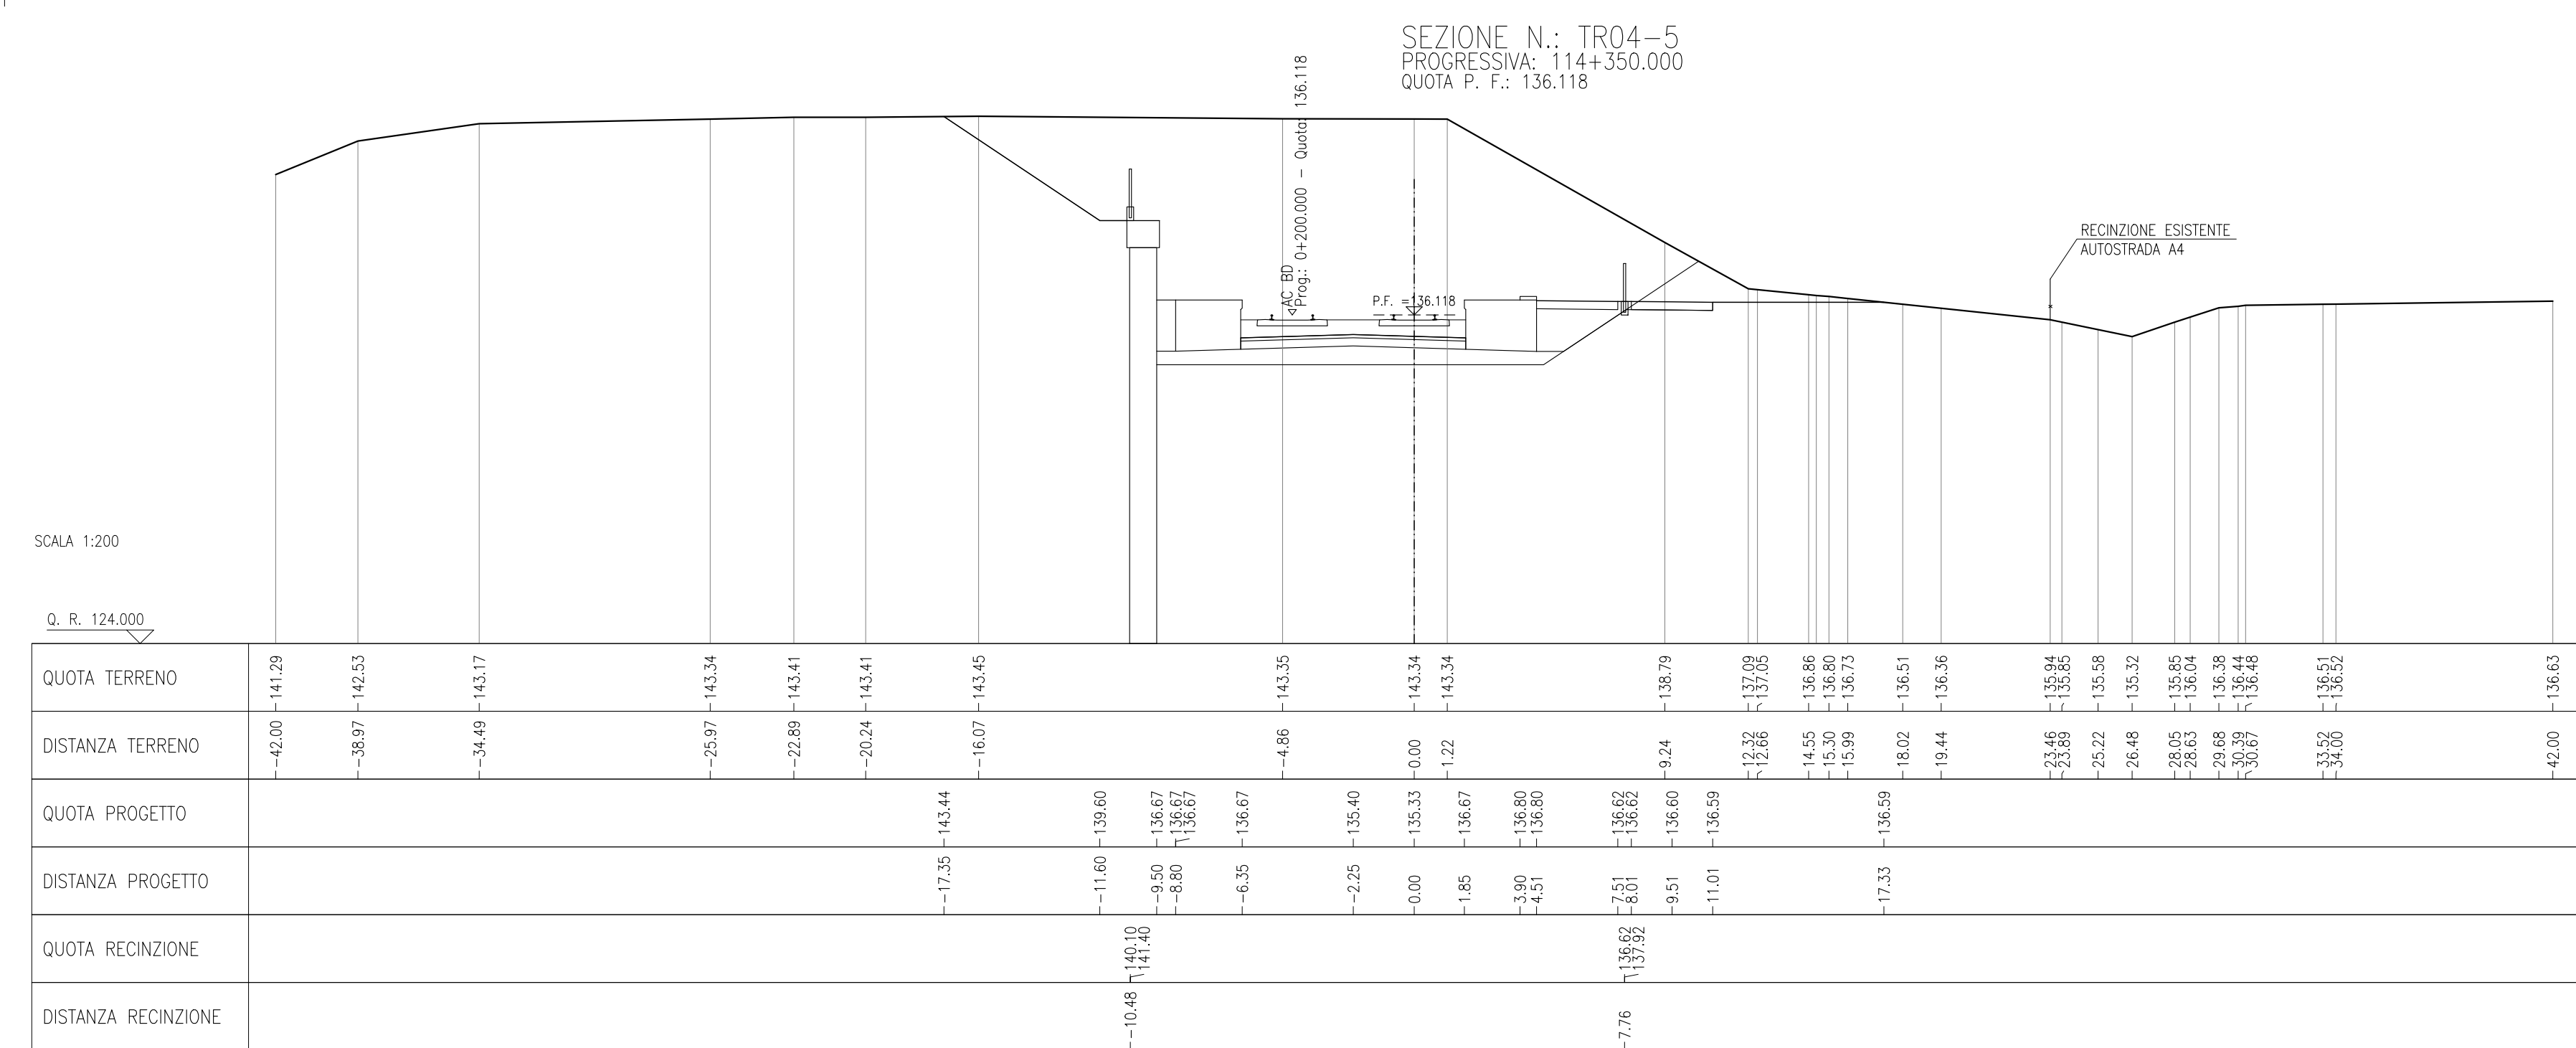 SEZIONE N.: TR04-5
PROGRESSIVA: 114+350.000
QUOTA P. F.: 136.118
AC BD
Prog.: 0+200.000 - Quota: 136.118
P.F. =136.118
RECINZIONE ESISTENTE
AUTOSTRADA A4
SCALA 1:200
Q. R. 124.000
QUOTA TERRENO 141.29 142.53 143.17 143.34 143.41 143.41 143.45 143.35 143.34 143.34 138.79 137.09 137.05 136.86 136.80 136.73 136.51 136.36 135.94 135.85 135.58 135.32 135.85 136.04 136.38 136.44 136.48 136.51 136.52 136.63
DISTANZA TERRENO -42.00 -38.97 -34.49 -25.97 -22.89 -20.24 -16.07 -4.86 0.00 1.22 9.24 12.32 12.66 14.55 15.30 15.99 18.02 19.44 23.46 23.89 25.22 26.48 28.05 28.63 29.68 30.39 30.67 33.52 34.00 42.00
QUOTA PROGETTO 143.44 139.60 136.67 136.67 136.67 136.67 135.40 135.33 136.67 136.80 136.80 136.62 136.62 136.60 136.59 136.59
DISTANZA PROGETTO -17.35 -11.60 -9.50 -8.80 -6.35 -2.25 0.00 1.85 3.90 4.51 7.51 8.01 9.51 11.01 17.33
QUOTA RECINZIONE 140.10 141.40 136.62 137.92
DISTANZA RECINZIONE -10.48 7.76